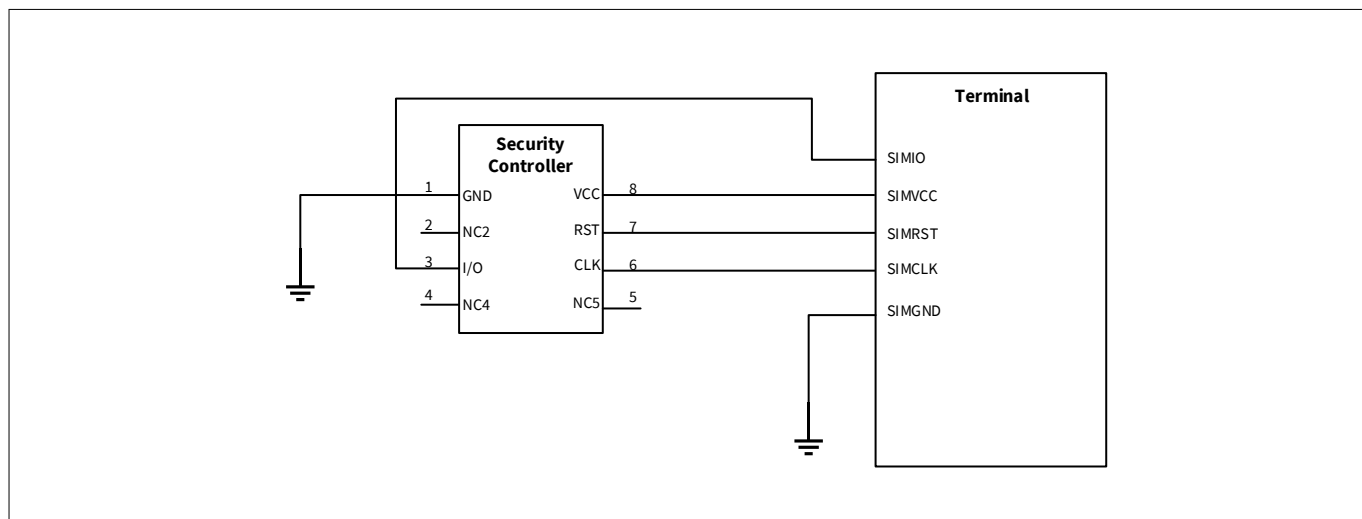 Terminal
SIMIO
SIMVCC
SIMRST
SIMCLK
SIMGND
Security
Controller
1 GND
2 NC2
3 I/O
4 NC4
VCC 8
RST 7
CLK 6
NC5 5